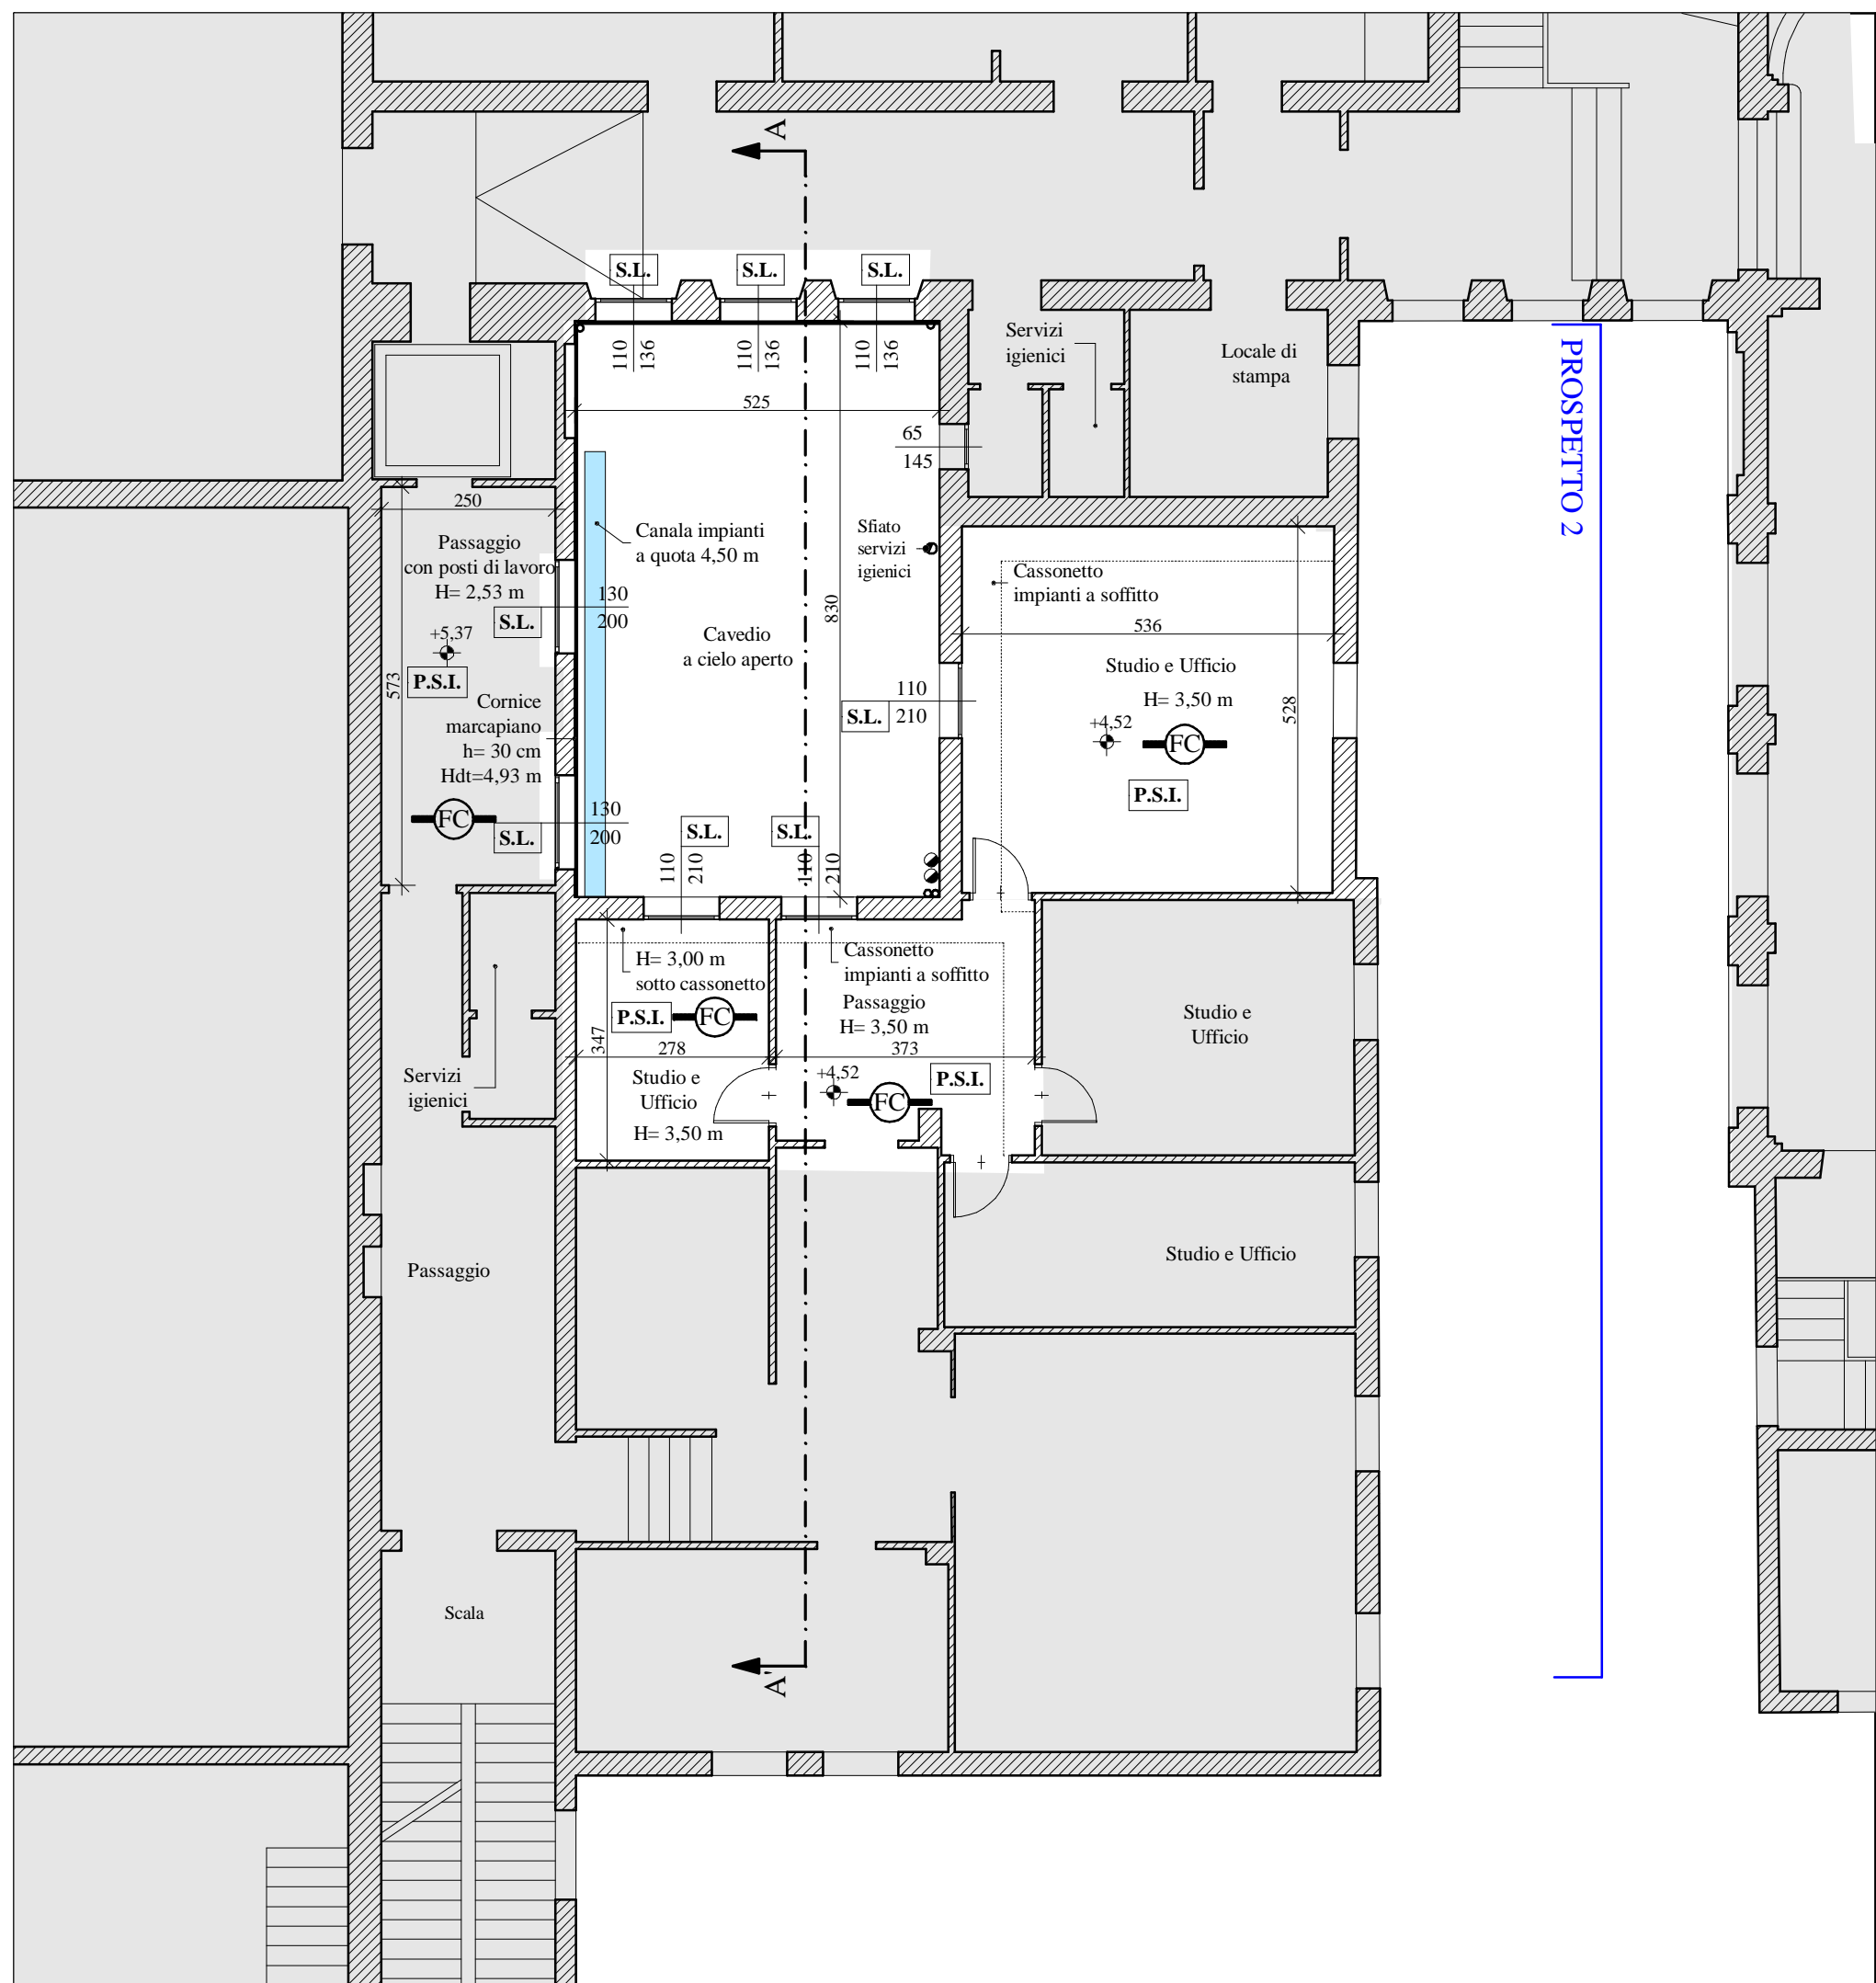 A
S.L.
S.L.
S.L.
110
136
110
136
110
136
Servizi
igienici
Locale di
stampa
PROSPETTO 2
525
65
145
250
Passaggio
con posti di lavoro
H= 2,53 m
Canala impianti
a quota 4,50 m
Sfiato
servizi
igienici
Cassonetto
impianti a soffitto
130
200
S.L.
830
536
+5,37
P.S.I.
573
Cavedio
a cielo aperto
Studio e Ufficio
H= 3,50 m
110
210
S.L.
528
+4,52
FC
P.S.I.
Cornice
marcapiano
h= 30 cm
Hdt=4,93 m
FC
130
200
S.L.
S.L.
S.L.
110
210
110
210
H= 3,00 m
sotto cassonetto
Cassonetto
impianti a soffitto
Passaggio
H= 3,50 m
P.S.I.
FC
347
278
373
Studio e
Ufficio
Servizi
igienici
Studio e
Ufficio
H= 3,50 m
+4,52
FC
P.S.I.
Passaggio
Studio e Ufficio
Scala
A'